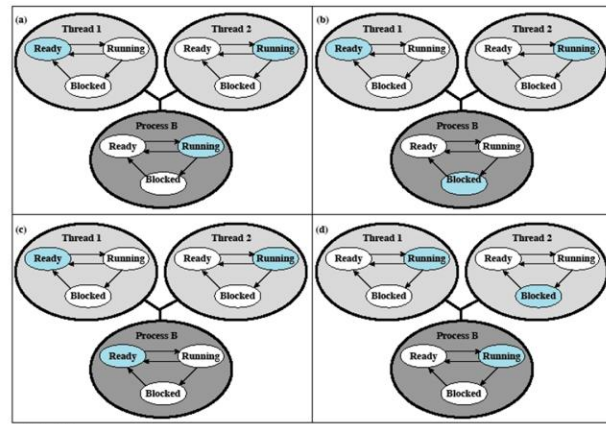 (a)
Thread 1
Thread 2
Ready
Running
Ready
Running
Blocked
Blocked
Process B
Ready
Running
Blocked
(b)
Thread 1
Thread 2
Ready
Running
Ready
Running
Blocked
Blocked
Process B
Ready
Running
Blocked
(c)
Thread 1
Thread 2
Ready
Running
Ready
Running
Blocked
Blocked
Process B
Ready
Running
Blocked
(d)
Thread 1
Thread 2
Ready
Running
Ready
Running
Blocked
Blocked
Process B
Ready
Running
Blocked